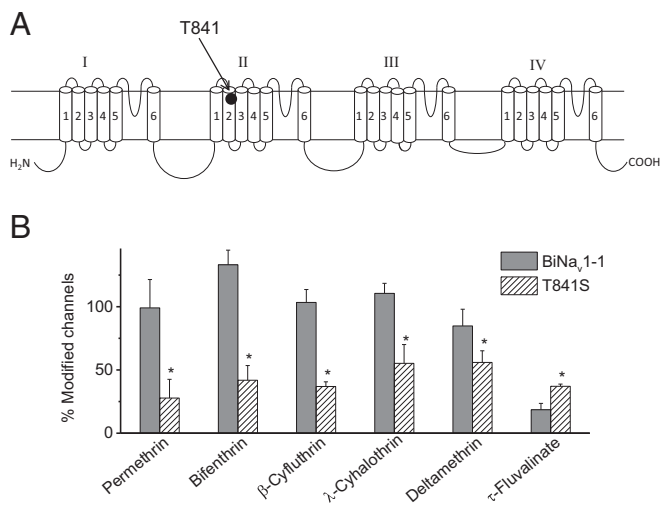 A
T841
I
II
III
IV
1 2 3 4 5 6
1 2 3 4 5 6
1 2 3 4 5 6
1 2 3 4 5 6
H₂N
COOH
B
BiNaᵥ1-1
T841S
% Modified channels
100
50
0
* * * * * *
Permethrin
Bifenthrin
β-Cyfluthrin
λ-Cyhalothrin
Deltamethrin
τ-Fluvalinate